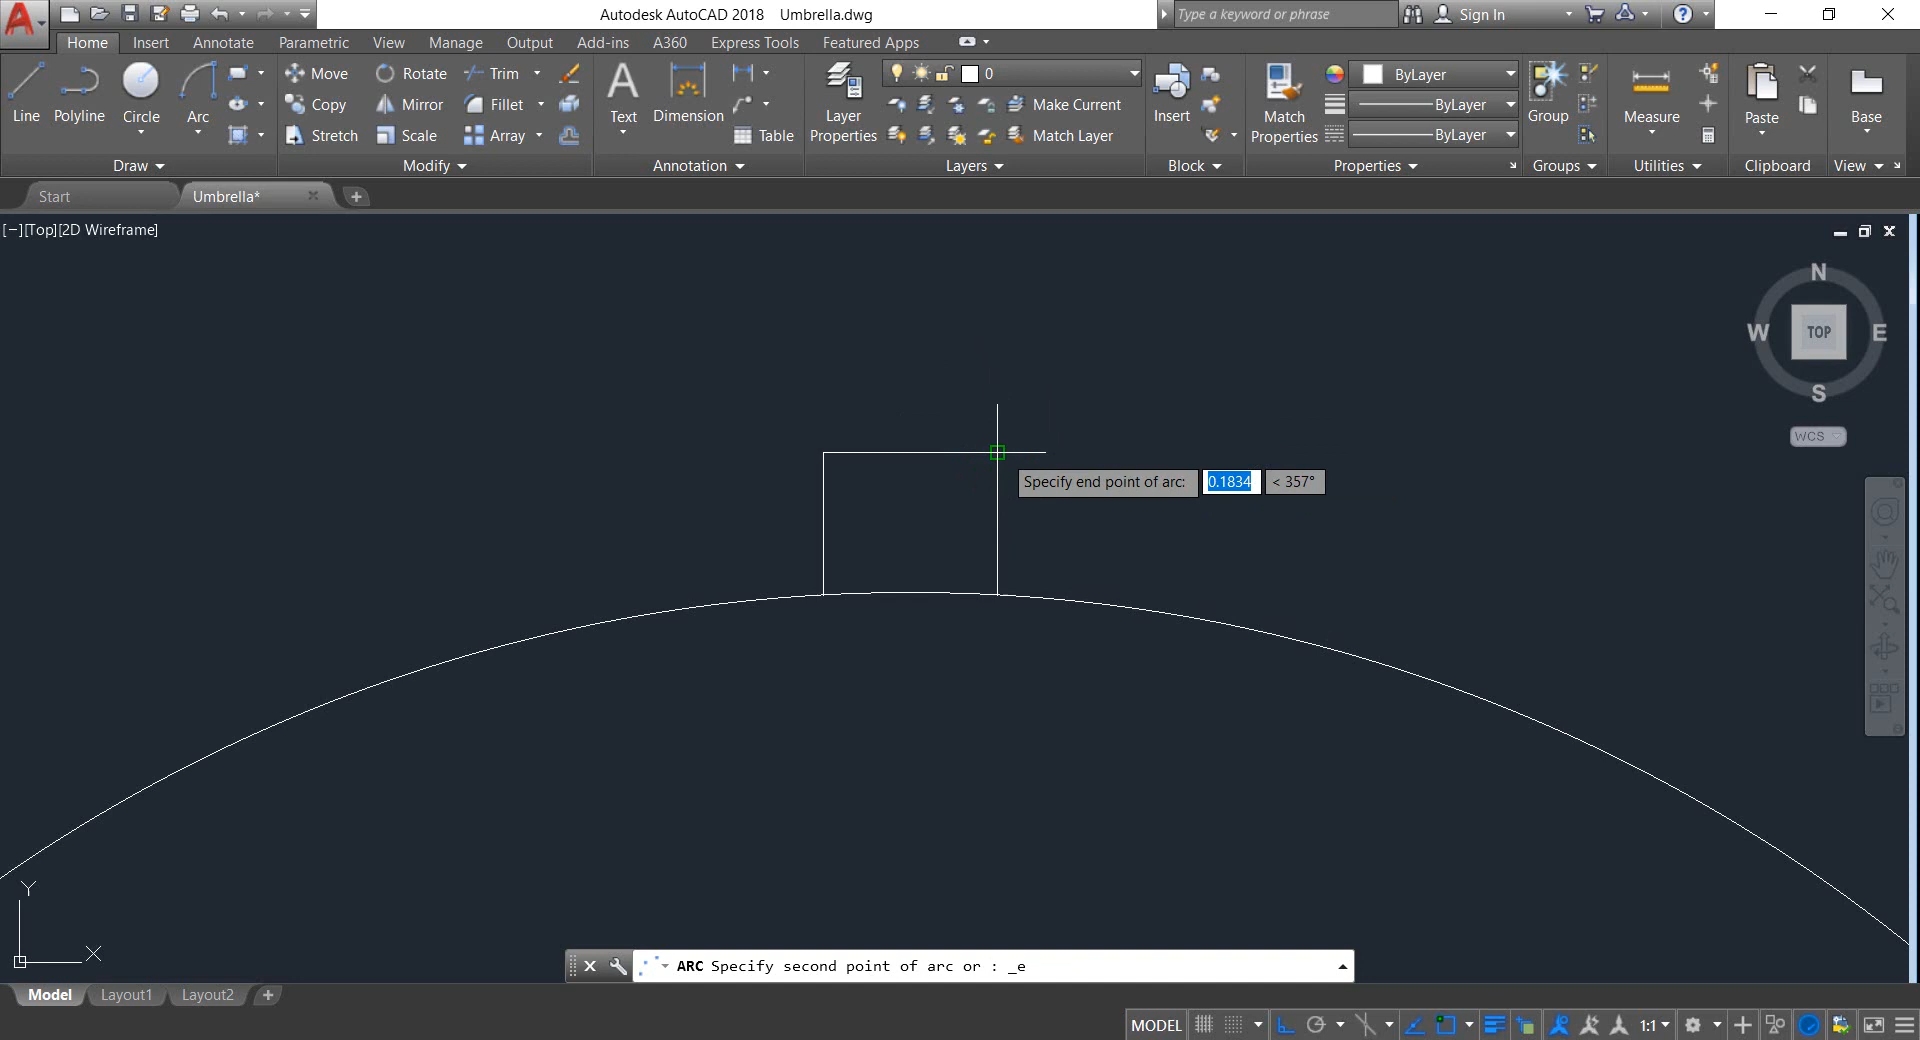 Autodesk AutoCAD 2018 Umbrella.dwg
Type a keyword or phrase
Sign In
Home Insert Annotate Parametric View Manage Output Add-ins A360 Express Tools Featured Apps
Move Rotate Trim
0
ByLayer
Copy Mirror Fillet
Make Current
ByLayer
Line Polyline Circle Arc
Text Dimension
Layer Properties
Insert
Match Properties
Group
Measure
Paste
Base
Stretch Scale Array
Table
Match Layer
ByLayer
Draw Modify Annotation Layers Block Properties Groups Utilities Clipboard View
Start Umbrella*
[−][Top][2D Wireframe]
N
W TOP E
S
WCS
Specify end point of arc: 0.1834 < 357°
Y
X
ARC Specify second point of arc or : _e
Model Layout1 Layout2
MODEL 1:1